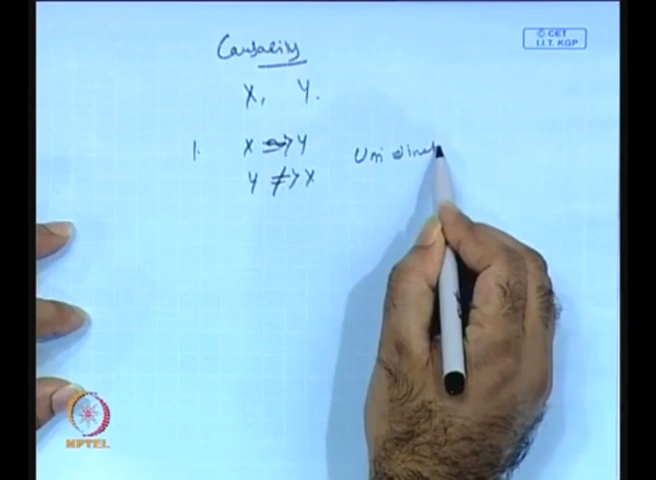 © CET
I.I.T. KGP
Causality
X, Y.
1. X => Y
Y ≠> X
Uni direct
NPTEL